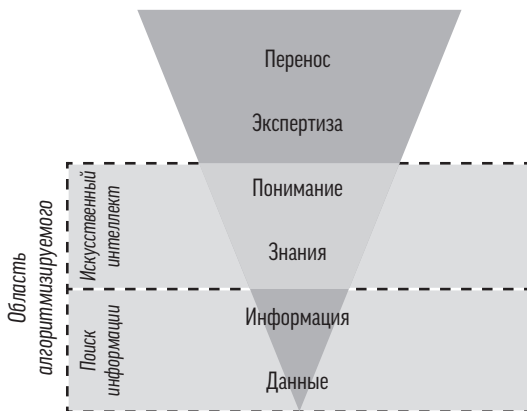 Перенос
Экспертиза
Понимание
Знания
Информация
Данные
Область
алгоритмизируемого
Искусственный
интеллект
Поиск
информации